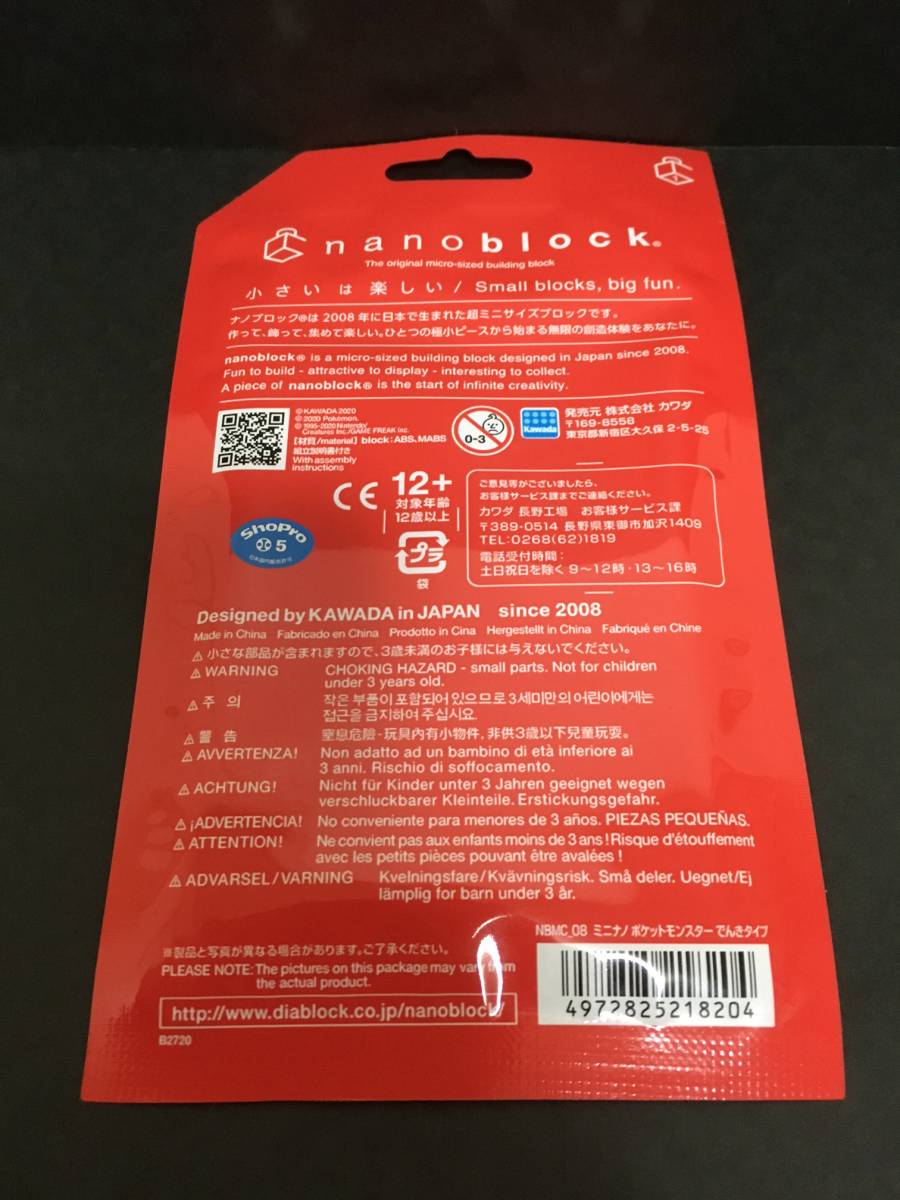 nanoblock®
The original micro-sized building block
小さいは楽しい / Small blocks, big fun.
ナノブロック®は2008年に日本で生まれた超ミニサイズブロックです。
作って、飾って、集めて楽しい。ひとつの極小ピースから始まる無限の創造体験をあなたに。
nanoblock® is a micro-sized building block designed in Japan since 2008.
Fun to build - attractive to display - interesting to collect.
A piece of nanoblock® is the start of infinite creativity.
©KAWADA 2020
©2020 Pokémon.
©1995-2020 Nintendo/
Creatures Inc./GAME FREAK inc.
【材質/material】block:ABS、MABS
組立説明書付き
With assembly
instructions
0-3
Kawada
発売元 株式会社 カワダ
〒169-8558
東京都新宿区大久保 2-5-25
CE
12+
対象年齢
12歳以上
プラ
袋
ご意見等がございましたら、
お客様サービス課までご連絡ください。
カワダ 長野工場 お客様サービス課
〒389-0514 長野県東御市加沢1409
TEL:0268(62)1819
電話受付時間:
土日祝日を除く 9～12時・13～16時
ShoPro
5
日本国内販売許可
Designed by KAWADA in JAPAN since 2008
Made in China Fabricado en China Prodotto in Cina Hergestellt in China Fabriqué en Chine
⚠小さな部品が含まれますので、3歳未満のお子様には与えないでください。
⚠WARNING CHOKING HAZARD - small parts. Not for children
under 3 years old.
⚠주 의 작은 부품이 포함되어 있으므로 3세미만의 어린이에게는
접근을 금지하여 주십시요.
⚠警 告 窒息危險-玩具內有小物件,非供3歲以下兒童玩耍。
⚠AVVERTENZA! Non adatto ad un bambino di età inferiore ai
3 anni. Rischio di soffocamento.
⚠ACHTUNG! Nicht für Kinder unter 3 Jahren geeignet wegen
verschluckbarer Kleinteile. Erstickungsgefahr.
⚠¡ADVERTENCIA! No conveniente para menores de 3 años. PIEZAS PEQUEÑAS.
⚠ATTENTION! Ne convient pas aux enfants moins de 3 ans ! Risque d'étouffement
avec les petits pièces pouvant être avalées !
⚠ADVARSEL/VARNING Kvelningsfare/Kvävningsrisk. Små deler. Uegnet/Ej
lämplig for barn under 3 år.
NBMC_08 ミニナノ ポケットモンスター でんきタイプ
※製品と写真が異なる場合があります。ご了承ください。
PLEASE NOTE: The pictures on this package may vary from
the actual product.
http://www.diablock.co.jp/nanoblock/
4972825218204
B2720